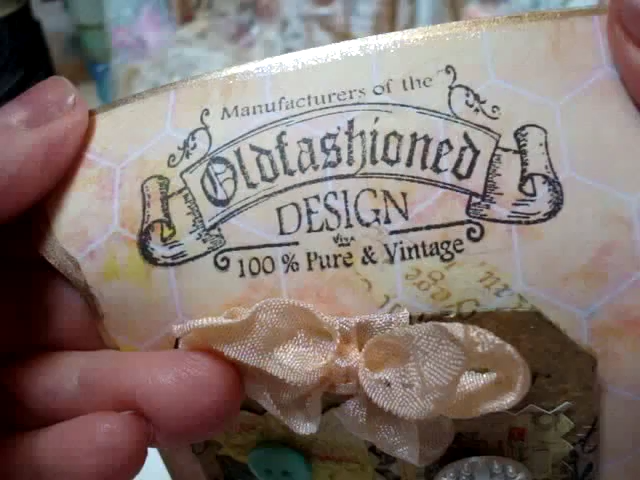 Manufacturers of the
Oldfashioned
DESIGN
100 % Pure & Vintage